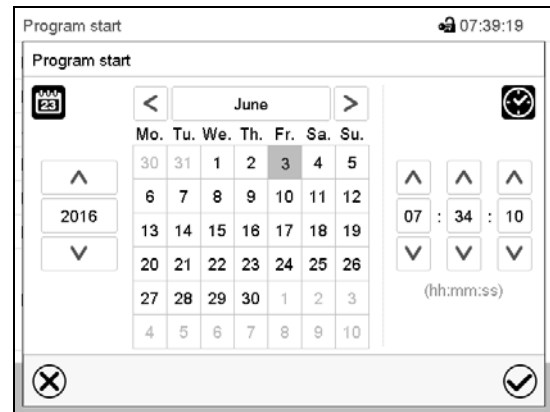 Program start 07:39:19
Program start
23
< June >
Mo. Tu. We. Th. Fr. Sa. Su.
30 31 1 2 3 4 5
6 7 8 9 10 11 12
2016
13 14 15 16 17 18 19
20 21 22 23 24 25 26
27 28 29 30 1 2 3
4 5 6 7 8 9 10
07 : 34 : 10
(hh:mm:ss)